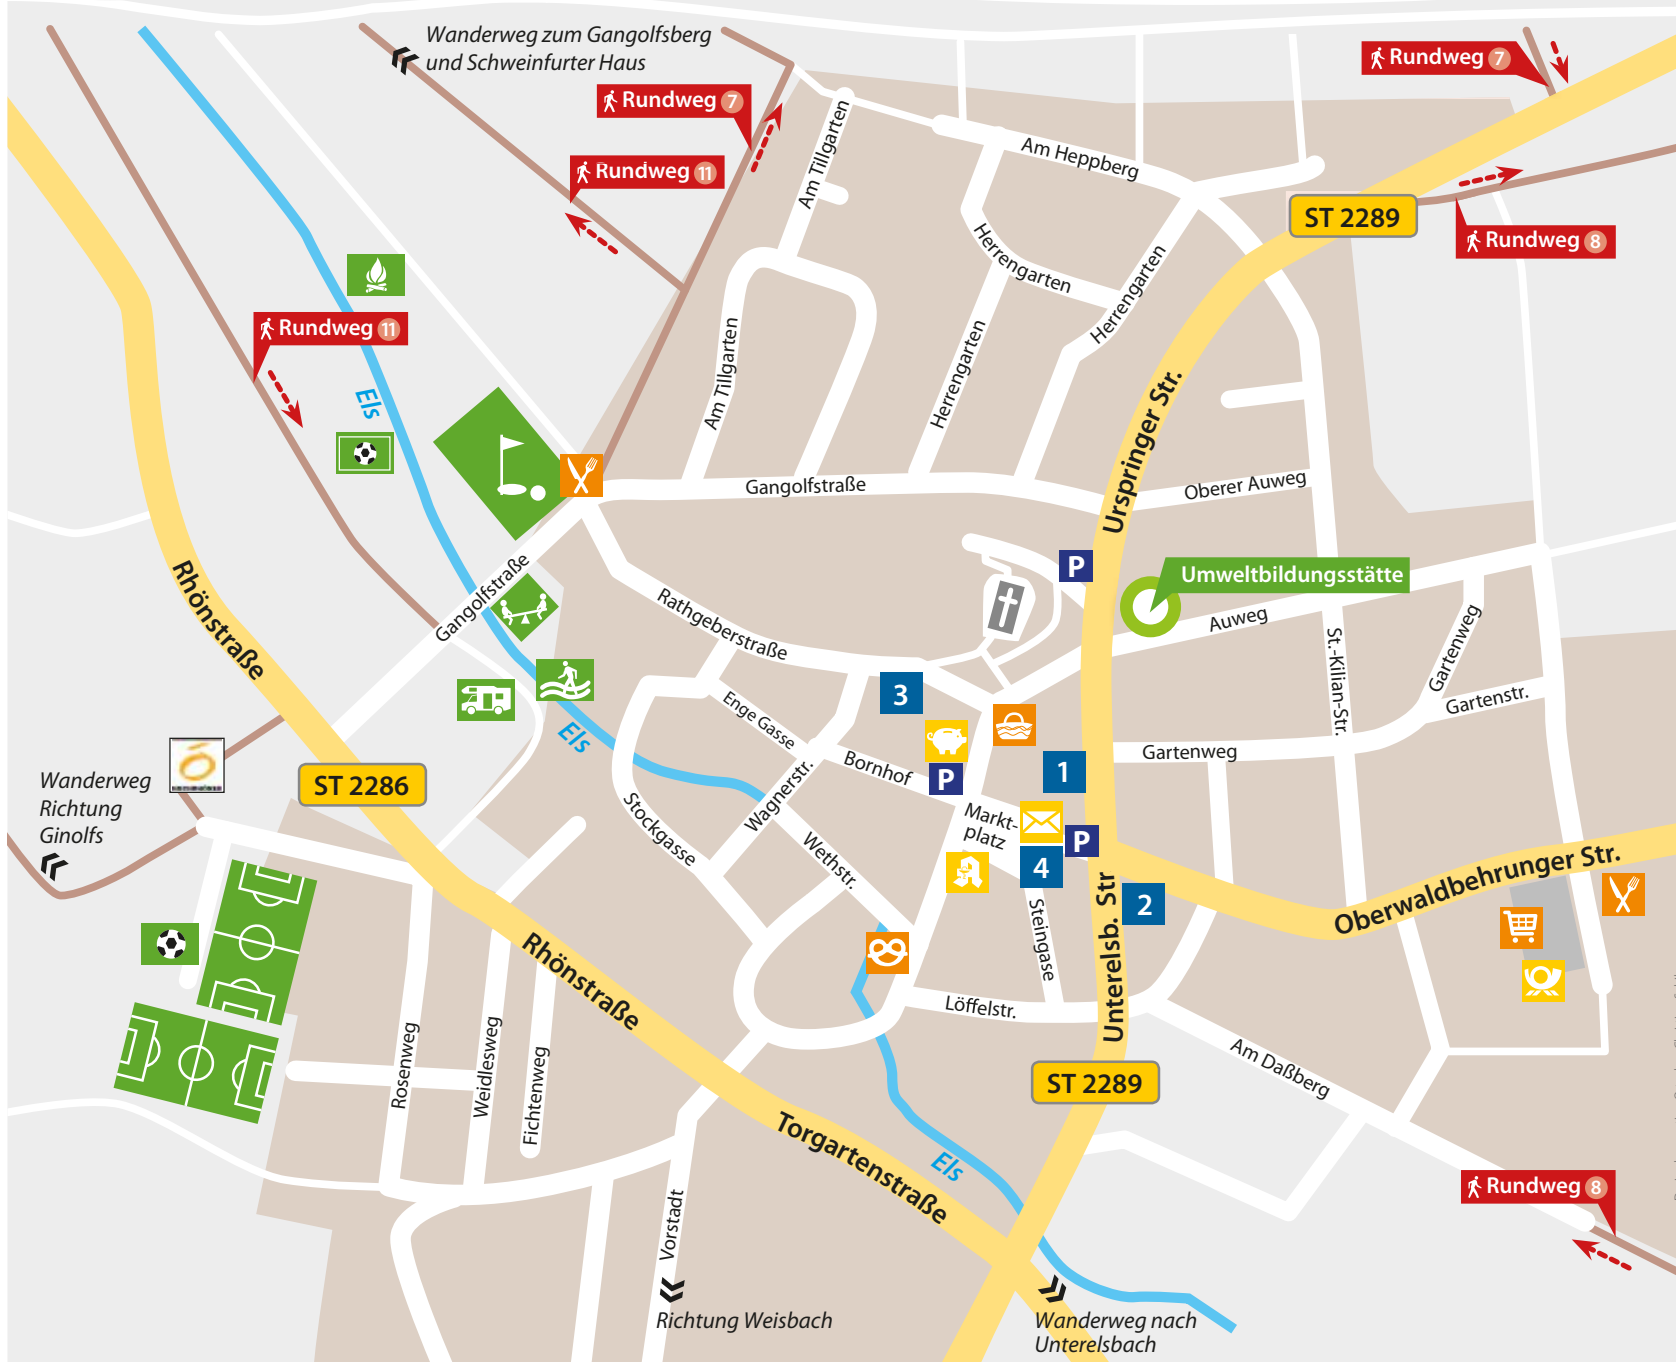 Wanderweg zum Gangolfsberg
und Schweinfurter Haus
Rundweg 7
Rundweg 7
Rundweg 11
Am Tillgarten
Am Heppberg
ST 2289
Rundweg 8
Herrengarten
Herrengarten
Rundweg 11
Am Tillgarten
Herrengarten
Els
Urspringer Str.
Gangolfstraße
Oberer Auweg
Rhönstraße
Gangolfstraße
P
Umweltbildungsstätte
Rathgeberstraße
Auweg
St.-Kilian-Str.
Gartenweg
Gartenstr.
3
Enge Gasse
Els
Gartenweg
Wanderweg
Richtung
Ginolfs
ST 2286
Bornhof
P
1
Wagnerstr.
Stockgasse
Markt-
platz
P
Wethstr.
4
2
Unterelsb. Str
Steingase
Oberwaldbehrunger Str.
Rhönstraße
Löffelstr.
Rosenweg
Weidlesweg
Fichtenweg
Am Daßberg
ST 2289
Torgartenstraße
Els
Rundweg 8
Vorstadt
Richtung Weisbach
Wanderweg nach
Unterelsbach